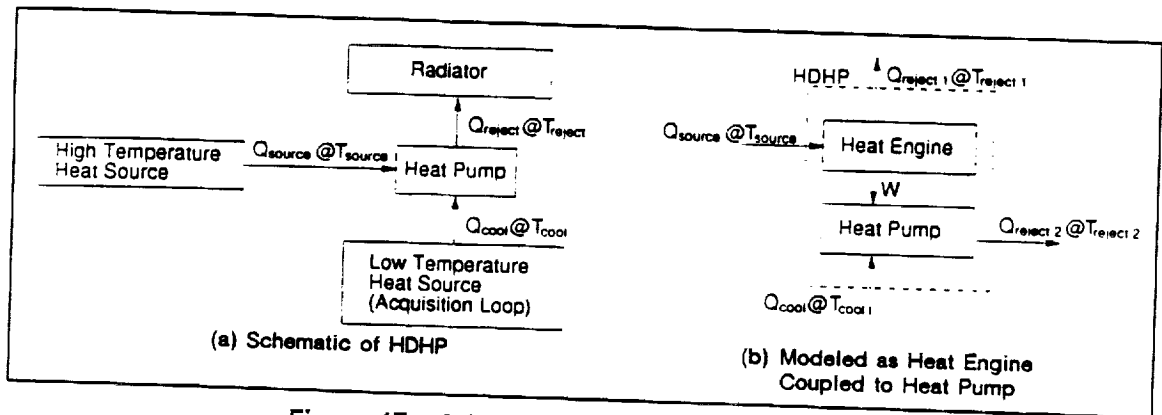 Radiator
Qreject@Treject
High Temperature
Heat Source
Qsource@Tsource
Heat Pump
Qcool@Tcool
Low Temperature
Heat Source
(Acquisition Loop)
(a) Schematic of HDHP
HDHP
Qreject 1@Treject 1
Qsource@Tsource
Heat Engine
W
Heat Pump
Qreject 2@Treject 2
Qcool@Tcool 1
(b) Modeled as Heat Engine
Coupled to Heat Pump